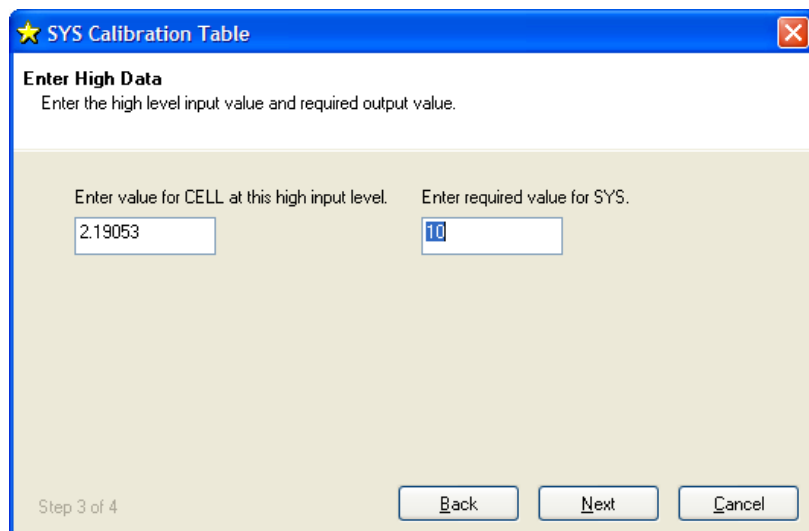 SYS Calibration Table
Enter High Data
Enter the high level input value and required output value.
Enter value for CELL at this high input level. Enter required value for SYS.
2.19053 10
Step 3 of 4 Back Next Cancel